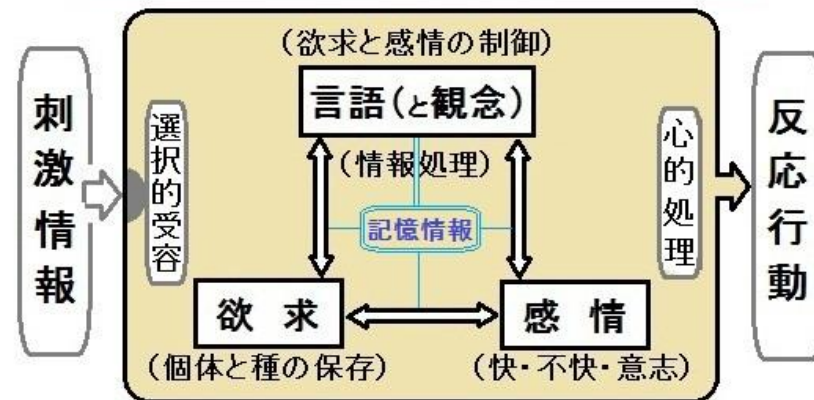 刺激情報
選択的受容
(欲求と感情の制御)
言語(と観念)
(情報処理)
記憶情報
欲求
(個体と種の保存)
感情
(快・不快・意志)
心的処理
反応行動